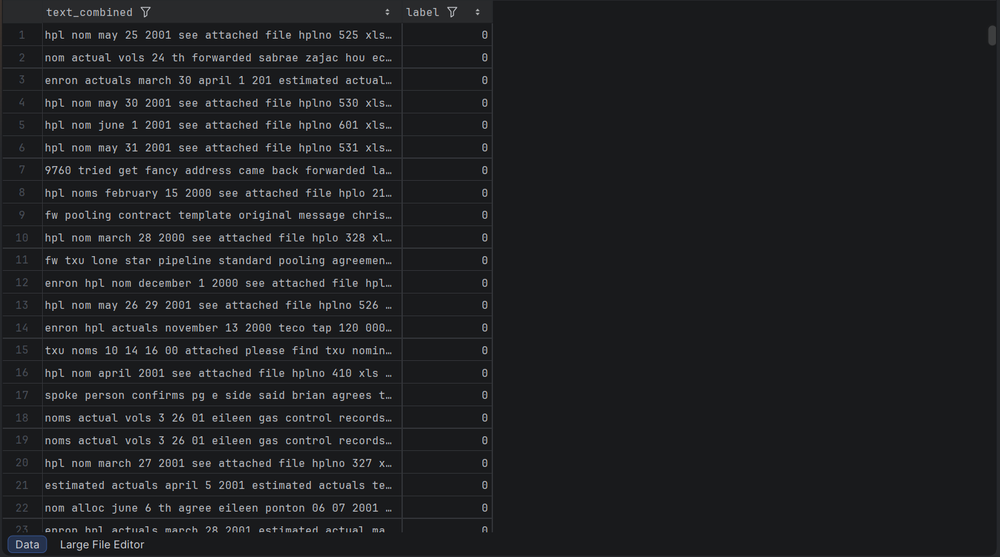 text_combined label
1 hpl nom may 25 2001 see attached file hplno 525 xls… 0
2 nom actual vols 24 th forwarded sabrae zajac hou ec… 0
3 enron actuals march 30 april 1 201 estimated actual… 0
4 hpl nom may 30 2001 see attached file hplno 530 xls… 0
5 hpl nom june 1 2001 see attached file hplno 601 xls… 0
6 hpl nom may 31 2001 see attached file hplno 531 xls… 0
7 9760 tried get fancy address came back forwarded la… 0
8 hpl noms february 15 2000 see attached file hplo 21… 0
9 fw pooling contract template original message chris… 0
10 hpl nom march 28 2000 see attached file hplo 328 xl… 0
11 fw txu lone star pipeline standard pooling agreemen… 0
12 enron hpl nom december 1 2000 see attached file hpl… 0
13 hpl nom may 26 29 2001 see attached file hplno 526 … 0
14 enron hpl actuals november 13 2000 teco tap 120 000… 0
15 txu noms 10 14 16 00 attached please find txu nomin… 0
16 hpl nom april 2001 see attached file hplno 410 xls … 0
17 spoke person confirms pg e side said brian agrees t… 0
18 noms actual vols 3 26 01 eileen gas control records… 0
19 noms actual vols 3 26 01 eileen gas control records… 0
20 hpl nom march 27 2001 see attached file hplno 327 x… 0
21 estimated actuals april 5 2001 estimated actuals te… 0
22 nom alloc june 6 th agree eileen ponton 06 07 2001 … 0
23 enron hpl actuals march 28 2001 estimated actual ma… 0
Data Large File Editor